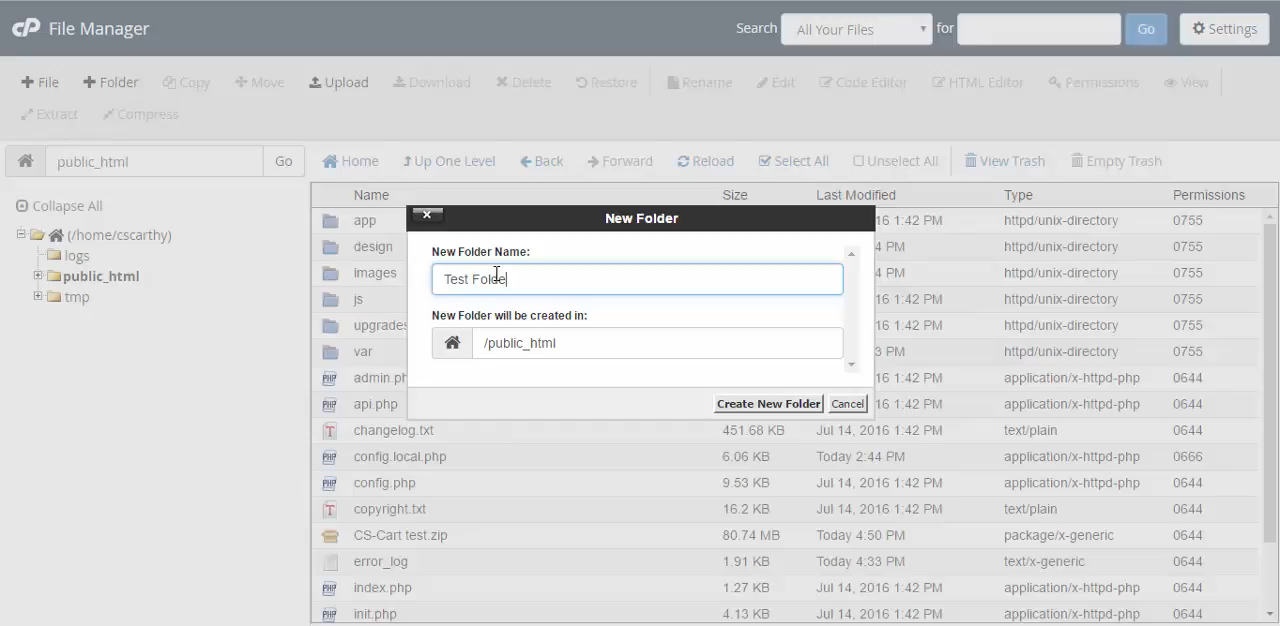 cP File Manager Search All Your Files for Go Settings
File Folder Copy Move Upload Download Delete Restore Rename Edit Code Editor HTML Editor Permissions View
Extract Compress
public_html Go Home Up One Level Back Forward Reload Select All Unselect All View Trash Empty Trash
Collapse All
(/home/cscarthy)
logs
public_html
tmp
Name Size Last Modified Type Permissions
app 16 1:42 PM httpd/unix-directory 0755
design 4 PM httpd/unix-directory 0755
images 16 1:42 PM httpd/unix-directory 0755
js 16 1:42 PM httpd/unix-directory 0755
upgrades 16 1:42 PM httpd/unix-directory 0755
var 3 PM httpd/unix-directory 0755
admin.ph 16 1:42 PM application/x-httpd-php 0644
api.php 16 1:42 PM application/x-httpd-php 0644
changelog.txt 451.68 KB Jul 14, 2016 1:42 PM text/plain 0644
config.local.php 6.06 KB Today 2:44 PM application/x-httpd-php 0666
config.php 9.53 KB Jul 14, 2016 1:42 PM application/x-httpd-php 0644
copyright.txt 16.2 KB Jul 14, 2016 1:42 PM text/plain 0644
CS-Cart test.zip 80.74 MB Today 4:50 PM package/x-generic 0644
error_log 1.91 KB Today 4:33 PM text/x-generic 0644
index.php 1.27 KB Jul 14, 2016 1:42 PM application/x-httpd-php 0644
init.php 4.13 KB Jul 14, 2016 1:42 PM application/x-httpd-php 0644
New Folder
New Folder Name:
Test Folde
New Folder will be created in:
/public_html
Create New Folder Cancel